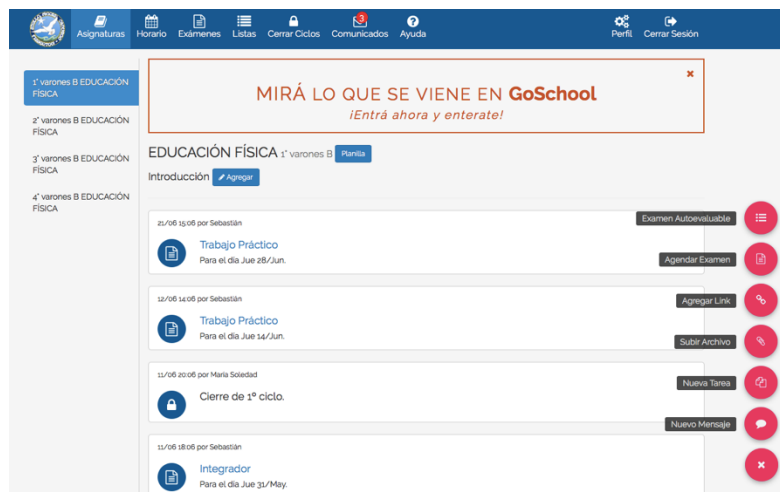 Asignaturas
Horario
Exámenes
Listas
Cerrar Ciclos
3
Comunicados
Ayuda
Perfil
Cerrar Sesión
1° varones B EDUCACIÓN
FÍSICA
2° varones B EDUCACIÓN
FÍSICA
3° varones B EDUCACIÓN
FÍSICA
4° varones B EDUCACIÓN
FÍSICA
MIRÁ LO QUE SE VIENE EN GoSchool
¡Entrá ahora y enterate!
EDUCACIÓN FÍSICA 1° varones B Planilla
Introducción Agregar
21/06 15:06 por Sebastián
Trabajo Práctico
Para el día Jue 28/Jun.
12/06 14:06 por Sebastián
Trabajo Práctico
Para el día Jue 14/Jun.
11/06 20:06 por María Soledad
Cierre de 1º ciclo.
11/06 18:06 por Sebastián
Integrador
Para el día Jue 31/May.
Examen Autoevaluable
Agendar Examen
Agregar Link
Subir Archivo
Nueva Tarea
Nuevo Mensaje